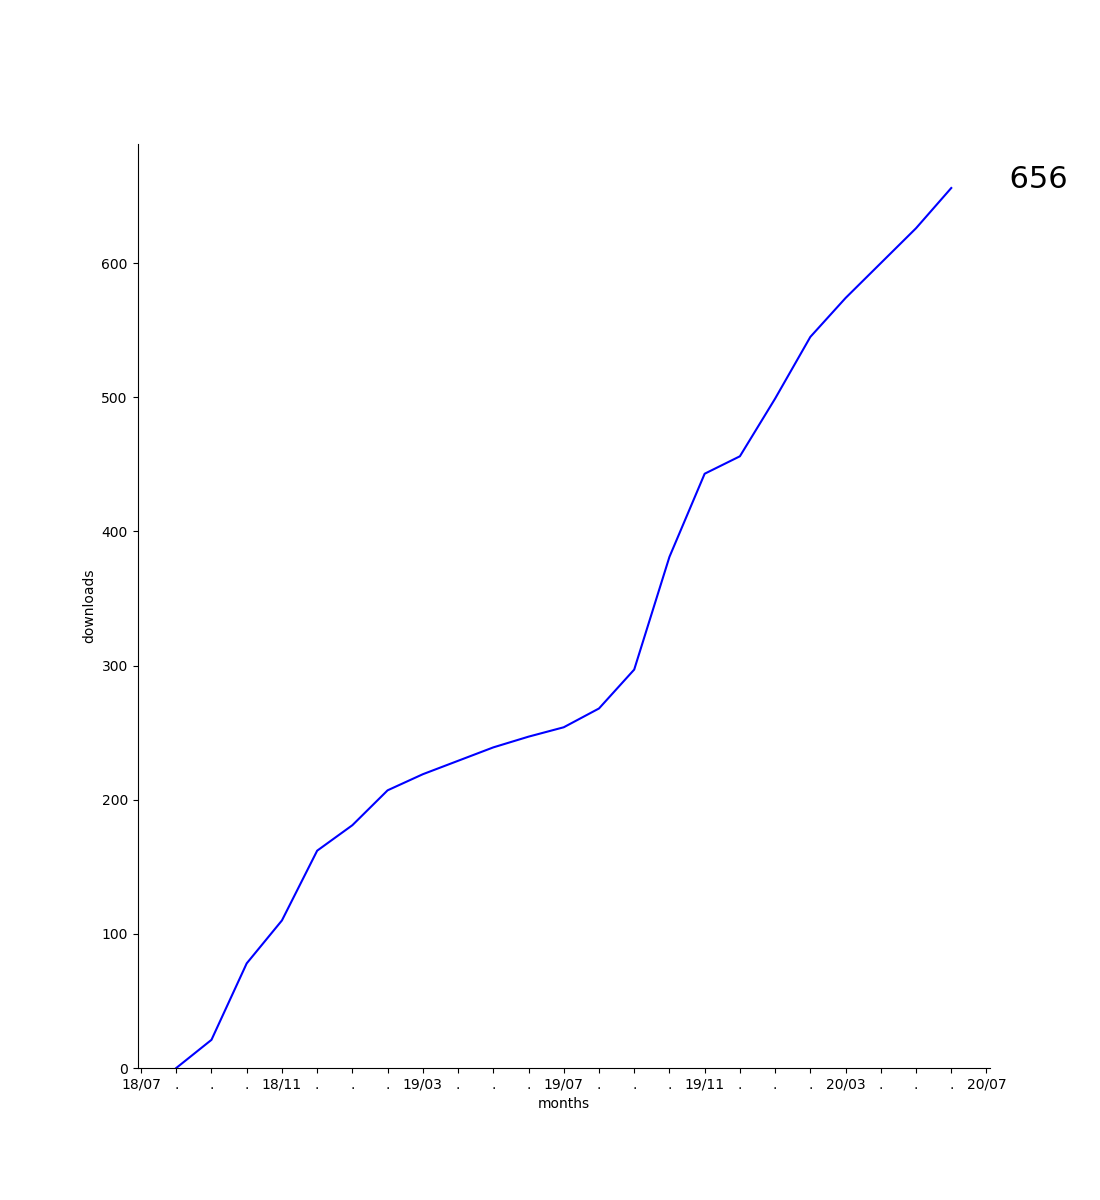 656
600
500
400
300
200
100
0
downloads
18/07 . . . 18/11 . . . 19/03 . . . 19/07 . . . 19/11 . . . 20/03 . . . 20/07
months